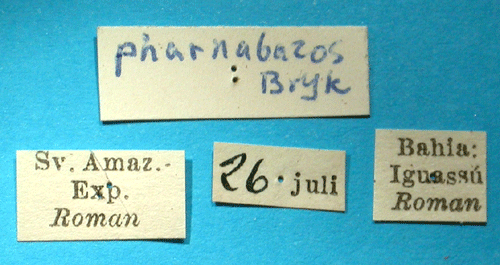 pharnabazos
Bryk
Sv. Amaz.-
Exp.
Roman
26. juli
Bahia:
Iguassú
Roman